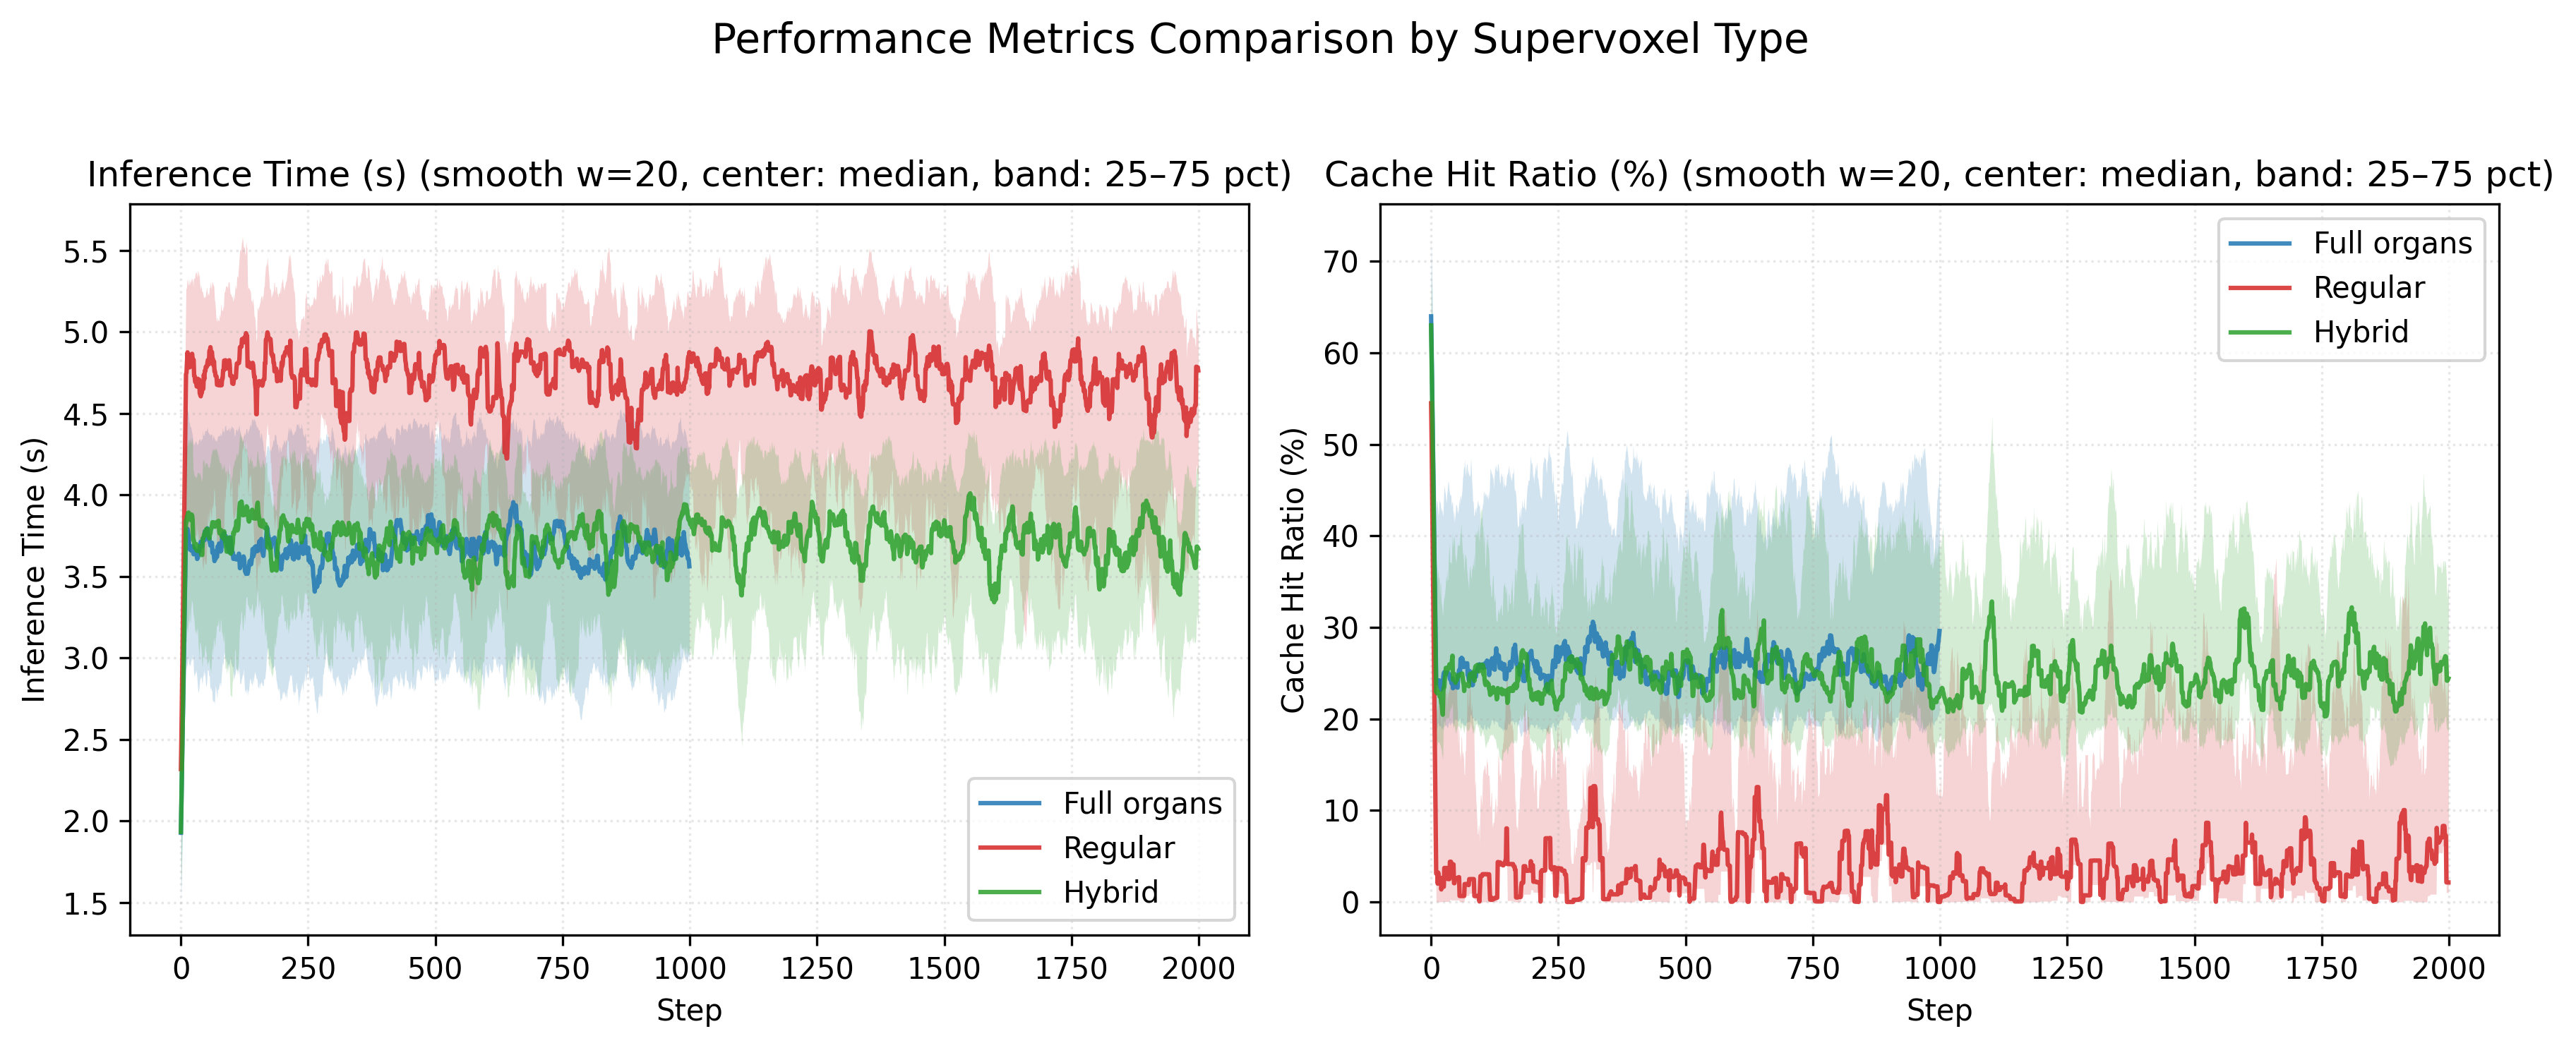 Performance Metrics Comparison by Supervoxel Type
Inference Time (s) (smooth w=20, center: median, band: 25–75 pct)
5.5
5.0
4.5
4.0
3.5
3.0
2.5
2.0
1.5
Inference Time (s)
Full organs
Regular
Hybrid
0 250 500 750 1000 1250 1500 1750 2000
Step
Cache Hit Ratio (%) (smooth w=20, center: median, band: 25–75 pct)
70
60
50
40
30
20
10
0
Cache Hit Ratio (%)
Full organs
Regular
Hybrid
0 250 500 750 1000 1250 1500 1750 2000
Step